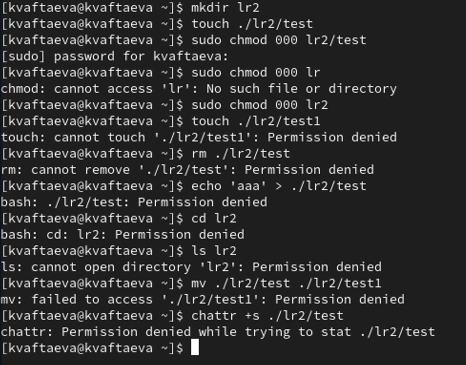 [kvaftaeva@kvaftaeva ~]$ mkdir lr2
[kvaftaeva@kvaftaeva ~]$ touch ./lr2/test
[kvaftaeva@kvaftaeva ~]$ sudo chmod 000 lr2/test
[sudo] password for kvaftaeva:
[kvaftaeva@kvaftaeva ~]$ sudo chmod 000 lr
chmod: cannot access 'lr': No such file or directory
[kvaftaeva@kvaftaeva ~]$ sudo chmod 000 lr2
[kvaftaeva@kvaftaeva ~]$ touch ./lr2/test1
touch: cannot touch './lr2/test1': Permission denied
[kvaftaeva@kvaftaeva ~]$ rm ./lr2/test
rm: cannot remove './lr2/test': Permission denied
[kvaftaeva@kvaftaeva ~]$ echo 'aaa' > ./lr2/test
bash: ./lr2/test: Permission denied
[kvaftaeva@kvaftaeva ~]$ cd lr2
bash: cd: lr2: Permission denied
[kvaftaeva@kvaftaeva ~]$ ls lr2
ls: cannot open directory 'lr2': Permission denied
[kvaftaeva@kvaftaeva ~]$ mv ./lr2/test ./lr2/test1
mv: failed to access './lr2/test1': Permission denied
[kvaftaeva@kvaftaeva ~]$ chattr +s ./lr2/test
chattr: Permission denied while trying to stat ./lr2/test
[kvaftaeva@kvaftaeva ~]$